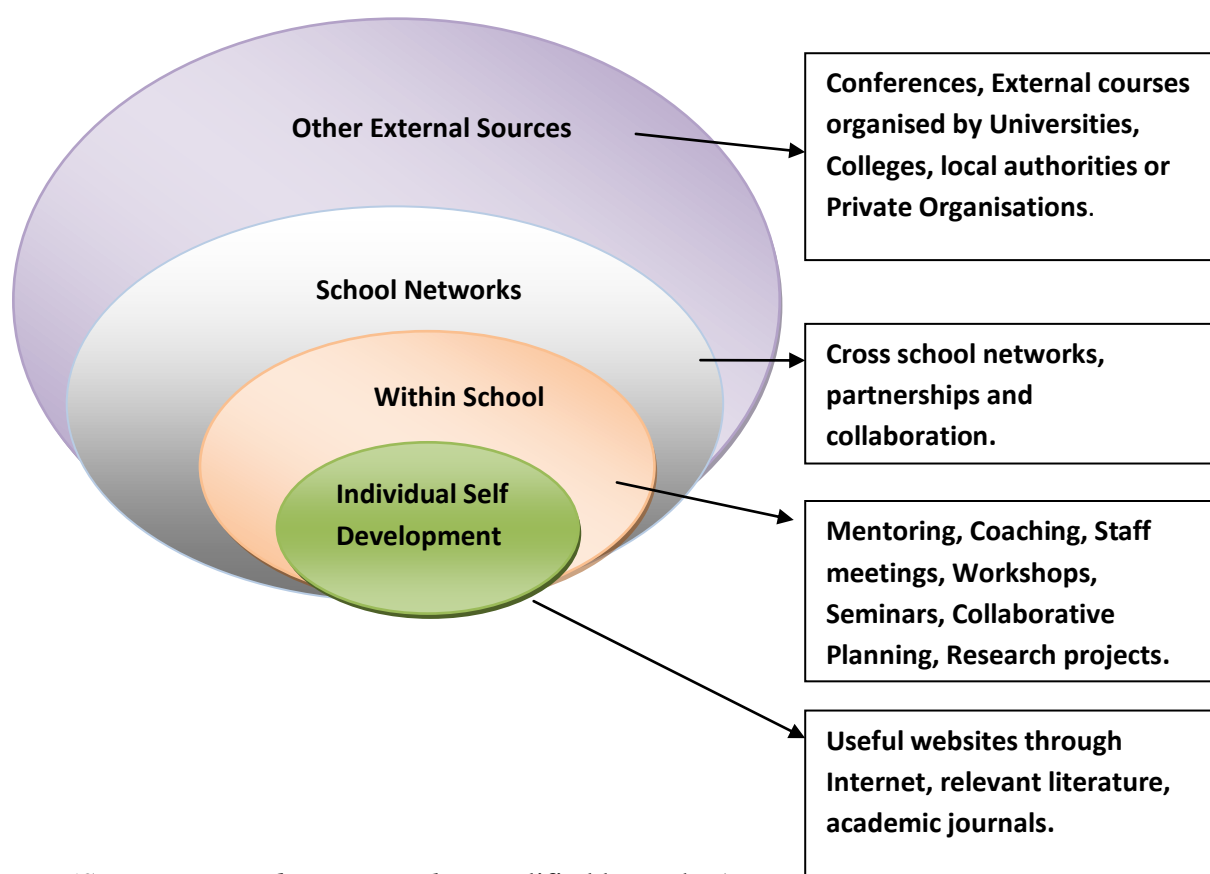 Other External Sources
Conferences, External courses
organised by Universities,
Colleges, local authorities or
Private Organisations.
School Networks
Cross school networks,
partnerships and
collaboration.
Within School
Mentoring, Coaching, Staff
meetings, Workshops,
Seminars, Collaborative
Planning, Research projects.
Individual Self
Development
Useful websites through
Internet, relevant literature,
academic journals.